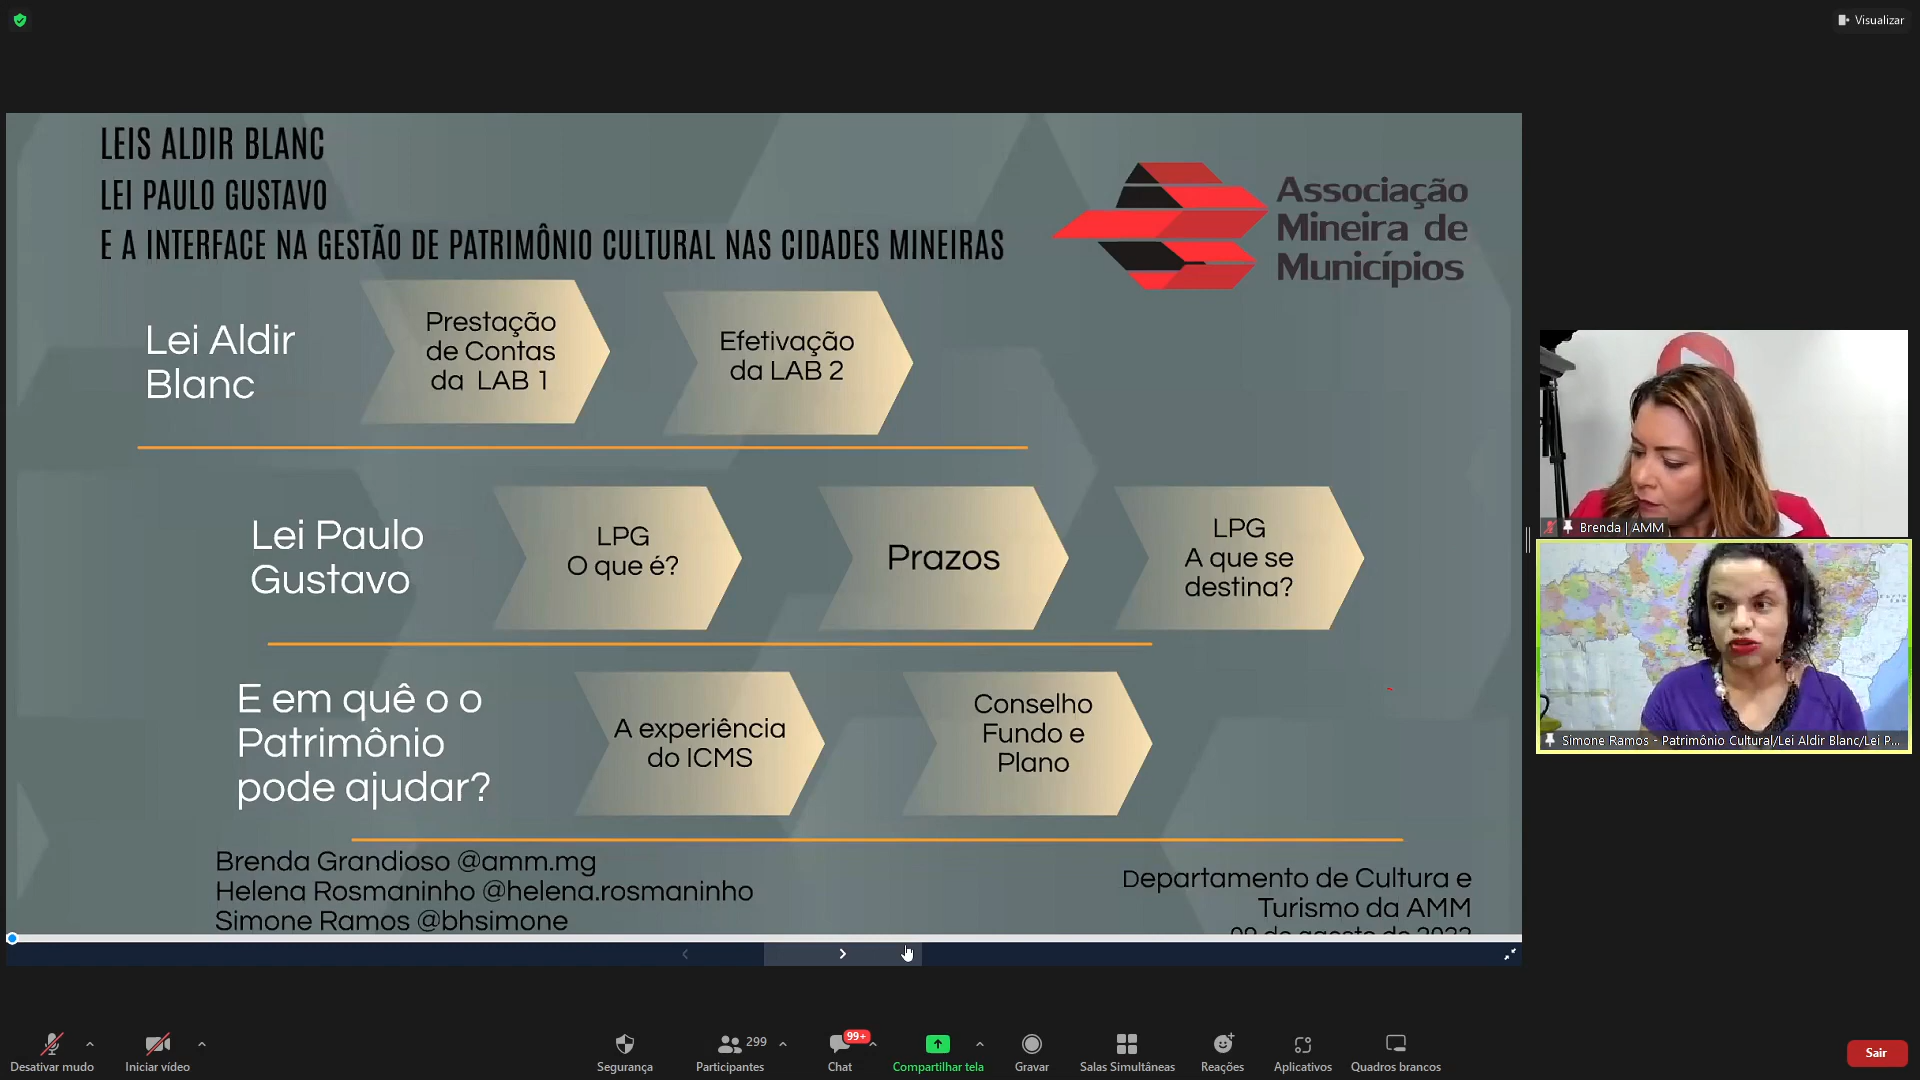 Visualizar
LEIS ALDIR BLANC
LEI PAULO GUSTAVO
E A INTERFACE NA GESTÃO DE PATRIMÔNIO CULTURAL NAS CIDADES MINEIRAS
Associação
Mineira de
Municípios
Lei Aldir
Blanc
Prestação
de Contas
da LAB 1
Efetivação
da LAB 2
Lei Paulo
Gustavo
LPG
O que é?
Prazos
LPG
A que se
destina?
E em quê o o
Patrimônio
pode ajudar?
A experiência
do ICMS
Conselho
Fundo e
Plano
Brenda Grandioso @amm.mg
Helena Rosmaninho @helena.rosmaninho
Simone Ramos @bhsimone
Departamento de Cultura e
Turismo da AMM
de agosto de
Brenda | AMM
Simone Ramos - Patrimônio Cultural/Lei Aldir Blanc/Lei P...
Desativar mudo
Iniciar vídeo
Segurança
299
Participantes
99+
Chat
Compartilhar tela
Gravar
Salas Simultâneas
Reações
Aplicativos
Quadros brancos
Sair